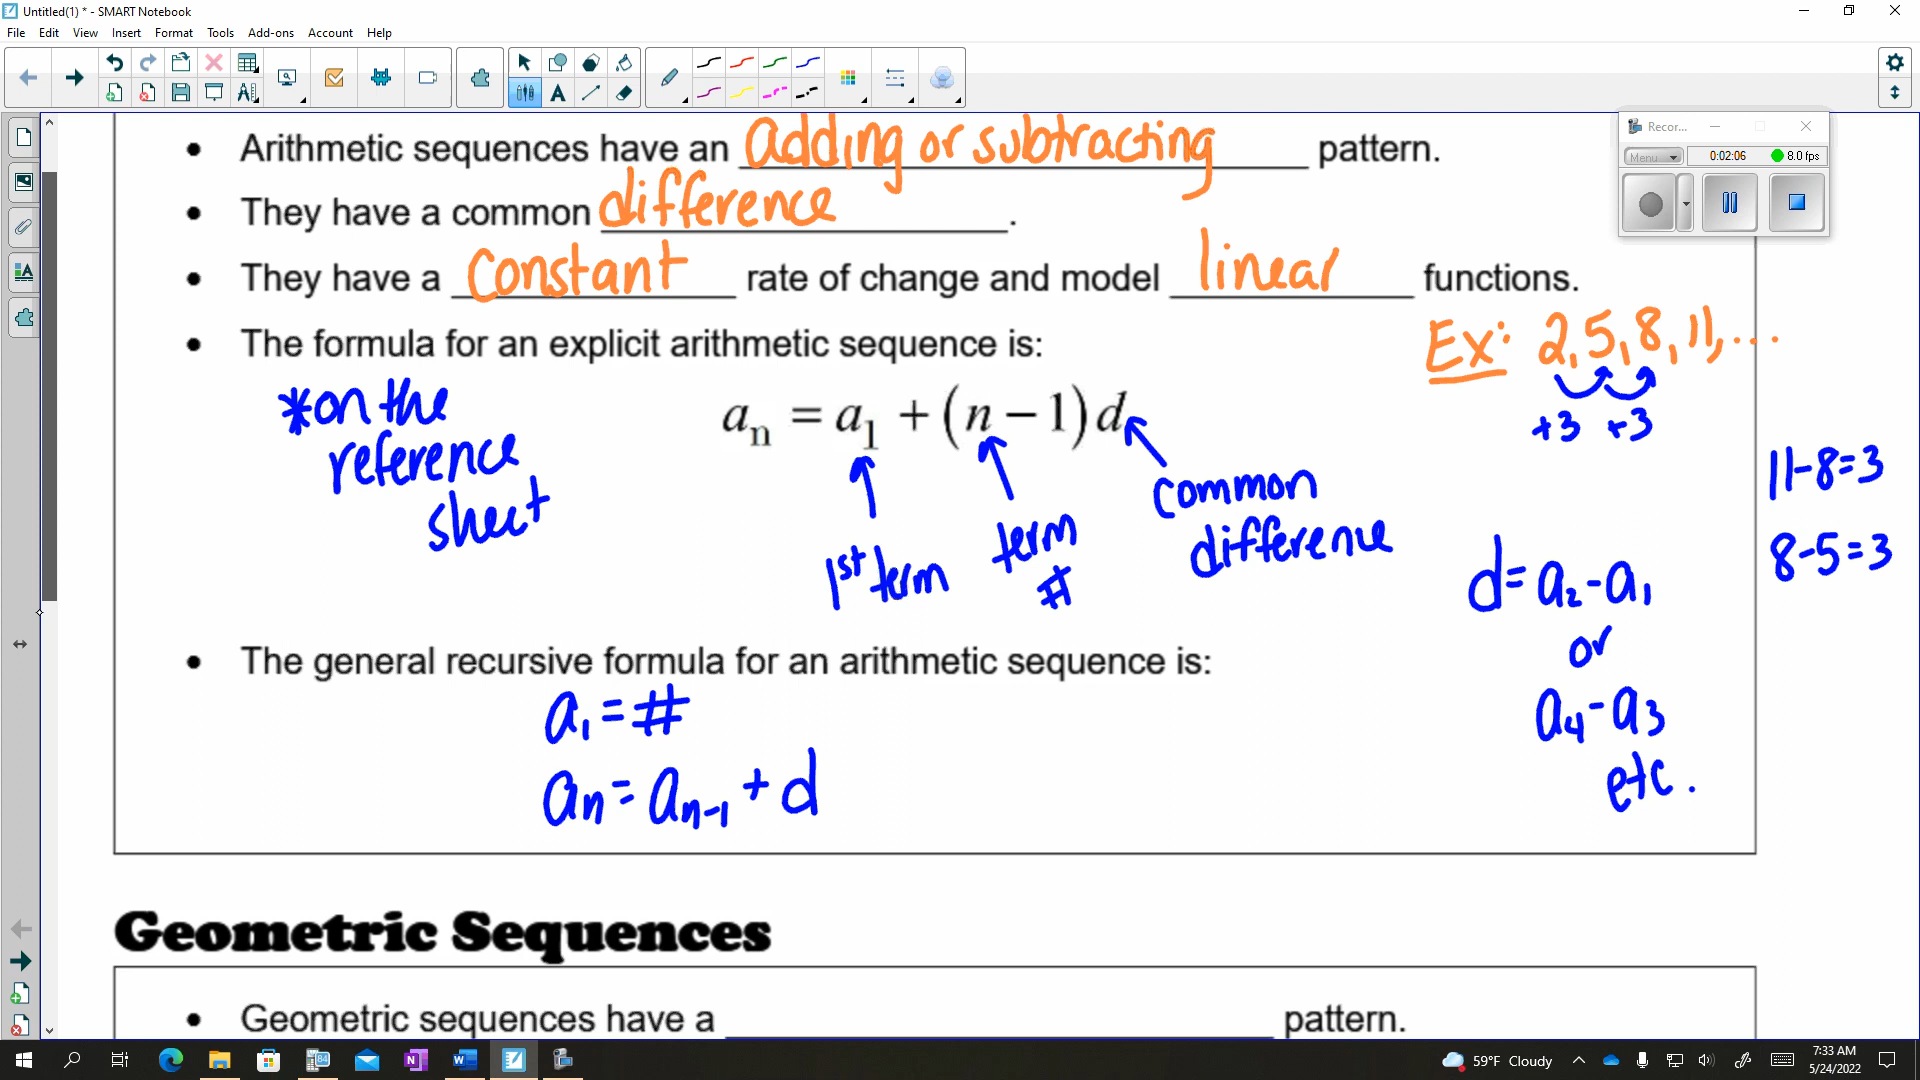 Untitled(1) * - SMART Notebook
File Edit View Insert Format Tools Add-ons Account Help
Recor...
Menu 0:02:06 8.0 fps
• Arithmetic sequences have an adding or subtracting pattern.
• They have a common difference.
• They have a constant rate of change and model linear functions.
• The formula for an explicit arithmetic sequence is:
Ex: 2, 5, 8, 11, ...
+3 +3
*on the
reference
sheet
aₙ = a₁ + (n − 1)d
1st term
term
#
common
difference
11-8=3
8-5=3
d = a₂ - a₁
or
a₄ - a₃
etc.
• The general recursive formula for an arithmetic sequence is:
a₁ = #
aₙ = aₙ₋₁ + d
Geometric Sequences
• Geometric sequences have a ____ pattern.
59°F Cloudy
7:33 AM
5/24/2022